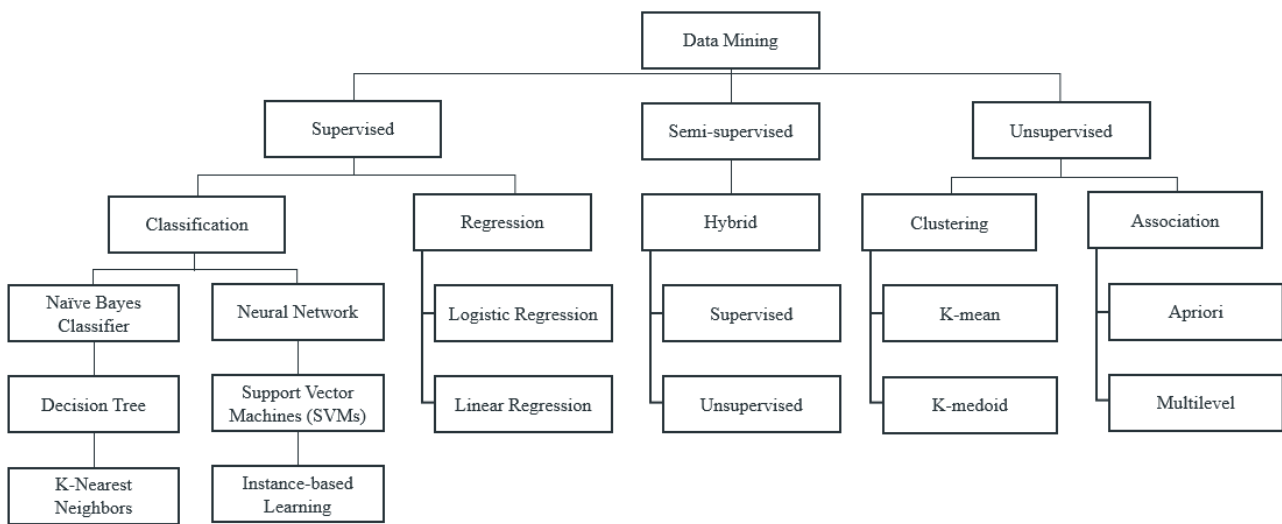 Data Mining
Supervised
Semi-supervised
Unsupervised
Classification
Regression
Hybrid
Clustering
Association
Naïve Bayes
Classifier
Neural Network
Logistic Regression
Supervised
K-mean
Apriori
Decision Tree
Support Vector
Machines (SVMs)
Linear Regression
Unsupervised
K-medoid
Multilevel
K-Nearest
Neighbors
Instance-based
Learning